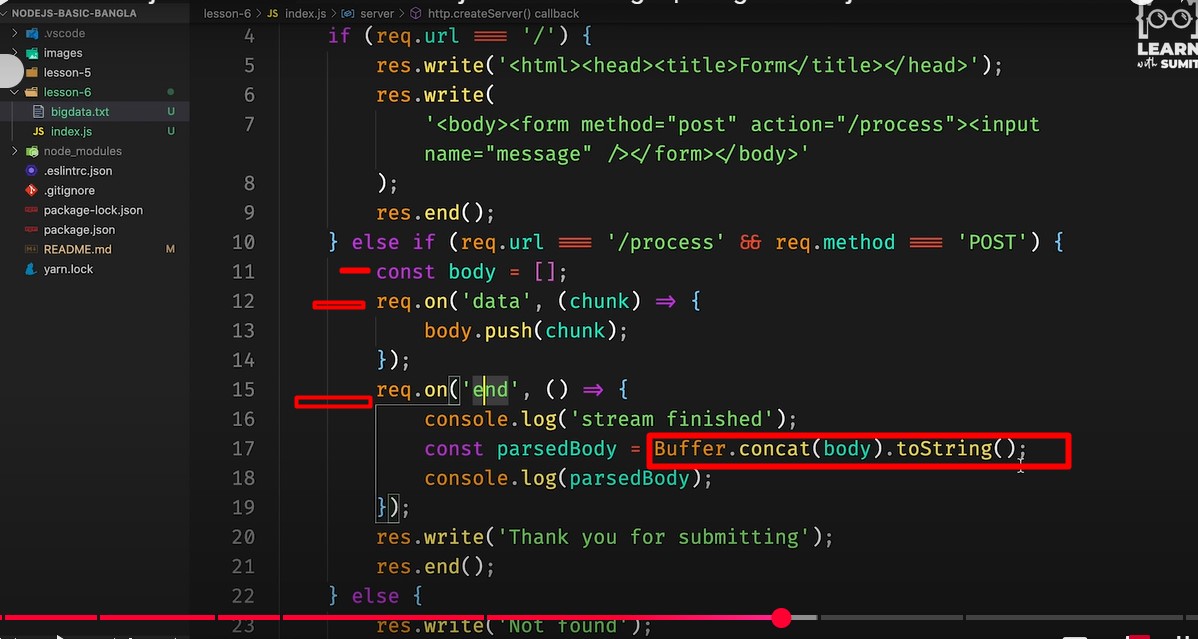 NODEJS-BASIC-BANGLA
.vscode
images
lesson-5
lesson-6
bigdata.txt U
JS index.js U
node_modules
.eslintrc.json
.gitignore
package-lock.json
package.json
README.md M
yarn.lock
lesson-6 > JS index.js > server > http.createServer() callback
LEARN
with SUMIT
4 if (req.url === '/') {
5 res.write('<html><head><title>Form</title></head>');
6 res.write(
7 '<body><form method="post" action="/process"><input
name="message" /></form></body>'
8 );
9 res.end();
10 } else if (req.url === '/process' && req.method === 'POST') {
11 const body = [];
12 req.on('data', (chunk) => {
13 body.push(chunk);
14 });
15 req.on('end', () => {
16 console.log('stream finished');
17 const parsedBody = Buffer.concat(body).toString();
18 console.log(parsedBody);
19 });
20 res.write('Thank you for submitting');
21 res.end();
22 } else {
23 res.write('Not found');